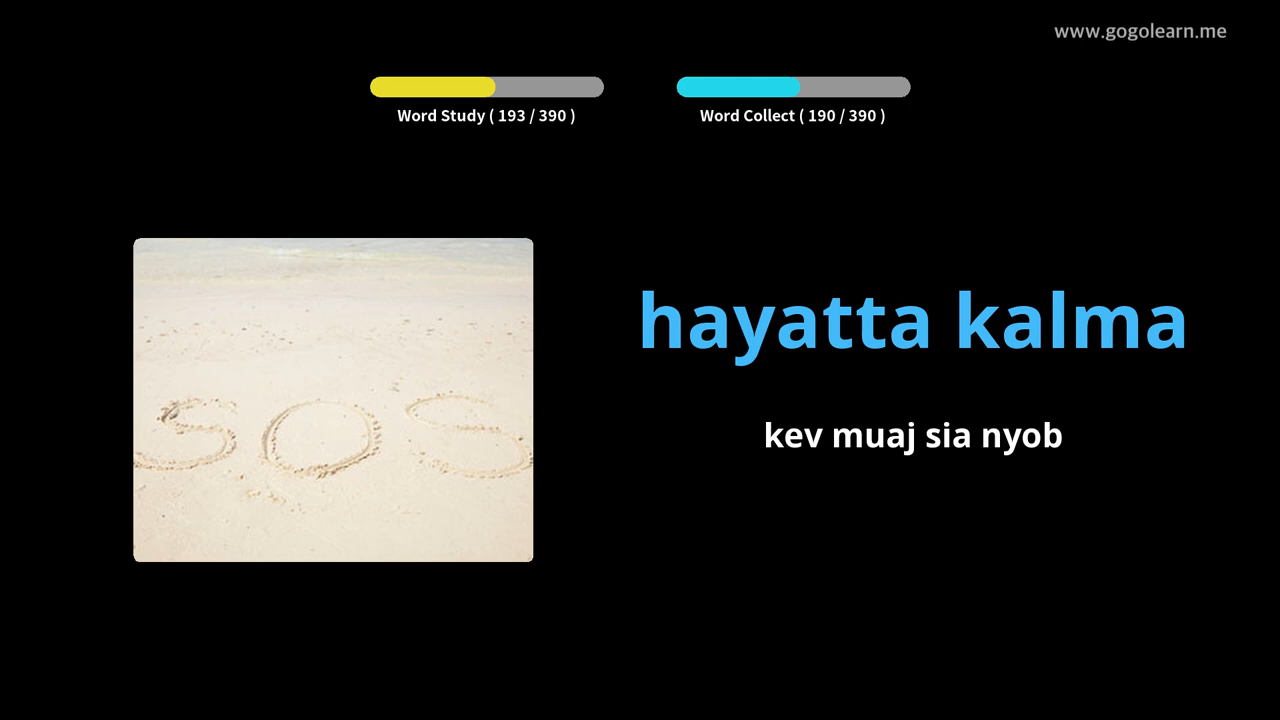 www.gogolearn.me
Word Study ( 193 / 390 )
Word Collect ( 190 / 390 )
SOS
hayatta kalma
kev muaj sia nyob